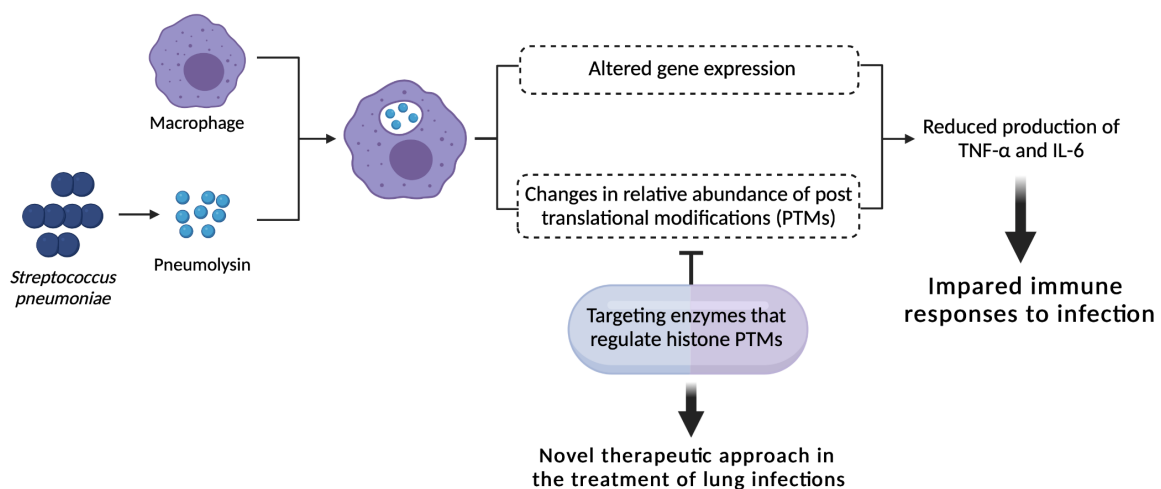 Macrophage
Streptococcus
pneumoniae
Pneumolysin
Altered gene expression
Changes in relative abundance of post
translational modifications (PTMs)
Reduced production of
TNF-α and IL-6
Impared immune
responses to infection
Targeting enzymes that
regulate histone PTMs
Novel therapeutic approach in
the treatment of lung infections